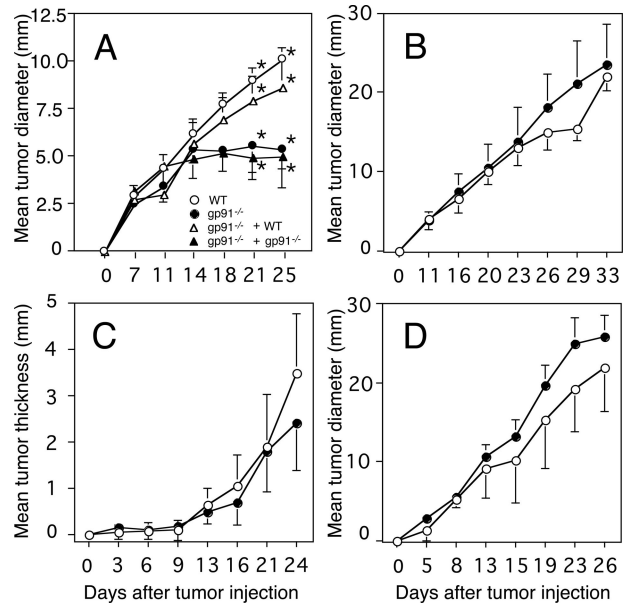 A
Mean tumor diameter (mm)
12.5
10.0
7.5
5.0
2.5
0
* *
* *
* *
* *
WT
gp91-/-
gp91-/- + WT
gp91-/- + gp91-/-
0 7 11 14 18 21 25
B
Mean tumor diameter (mm)
30
20
10
0
0 11 16 20 23 26 29 33
C
Mean tumor thickness (mm)
5
4
3
2
1
0
0 3 6 9 13 16 21 24
Days after tumor injection
D
Mean tumor diameter (mm)
30
20
10
0
0 5 8 13 15 19 23 26
Days after tumor injection